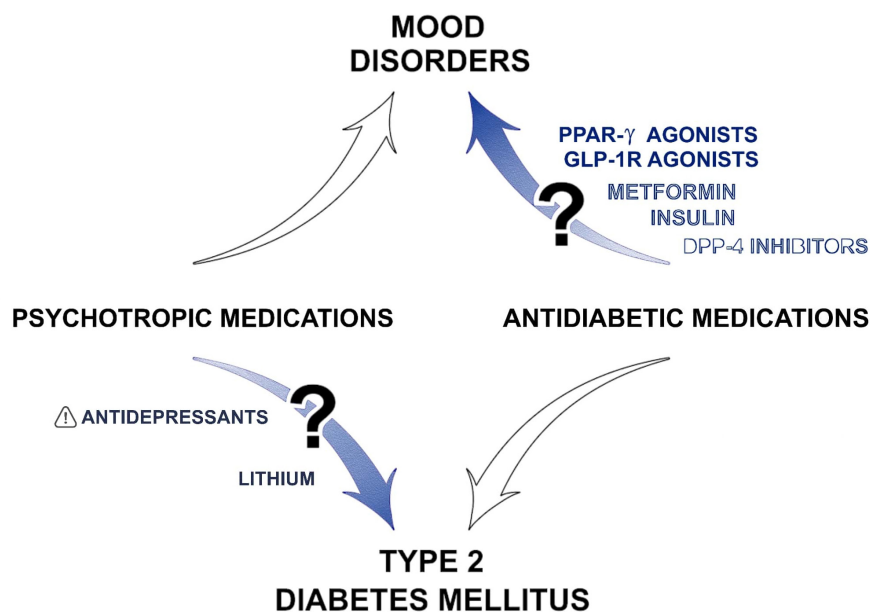 MOOD
DISORDERS
PPAR-γ AGONISTS
GLP-1R AGONISTS
METFORMIN
INSULIN
DPP-4 INHIBITORS
?
PSYCHOTROPIC MEDICATIONS
ANTIDIABETIC MEDICATIONS
?
⚠ ANTIDEPRESSANTS
LITHIUM
TYPE 2
DIABETES MELLITUS